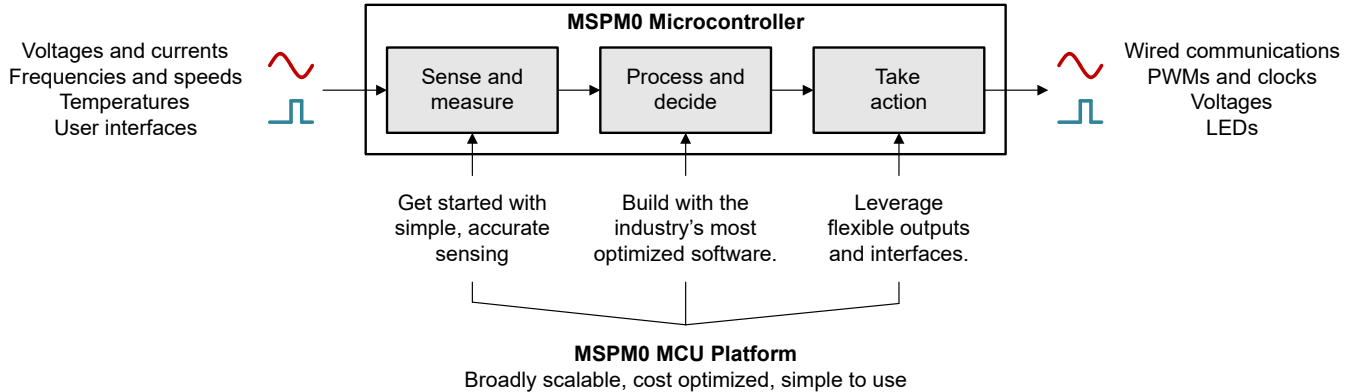 MSPM0 Microcontroller
Voltages and currents
Frequencies and speeds
Temperatures
User interfaces
Sense and
measure
Process and
decide
Take
action
Wired communications
PWMs and clocks
Voltages
LEDs
Get started with
simple, accurate
sensing
Build with the
industry’s most
optimized software.
Leverage
flexible outputs
and interfaces.
MSPM0 MCU Platform
Broadly scalable, cost optimized, simple to use